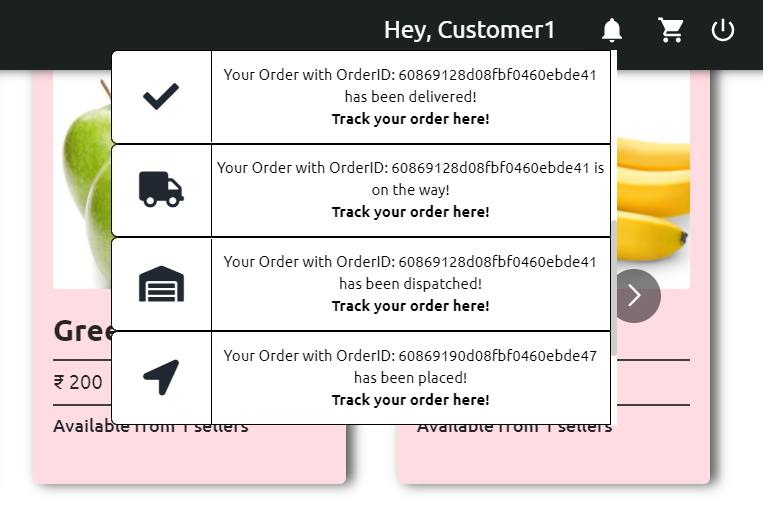 Hey, Customer1
Your Order with OrderID: 60869128d08fbf0460ebde41
has been delivered!
Track your order here!
Your Order with OrderID: 60869128d08fbf0460ebde41 is
on the way!
Track your order here!
Your Order with OrderID: 60869128d08fbf0460ebde41
has been dispatched!
Track your order here!
Your Order with OrderID: 60869190d08fbf0460ebde47
has been placed!
Track your order here!
Gree
₹ 200
Available from 1 sellers
Available from 1 sellers